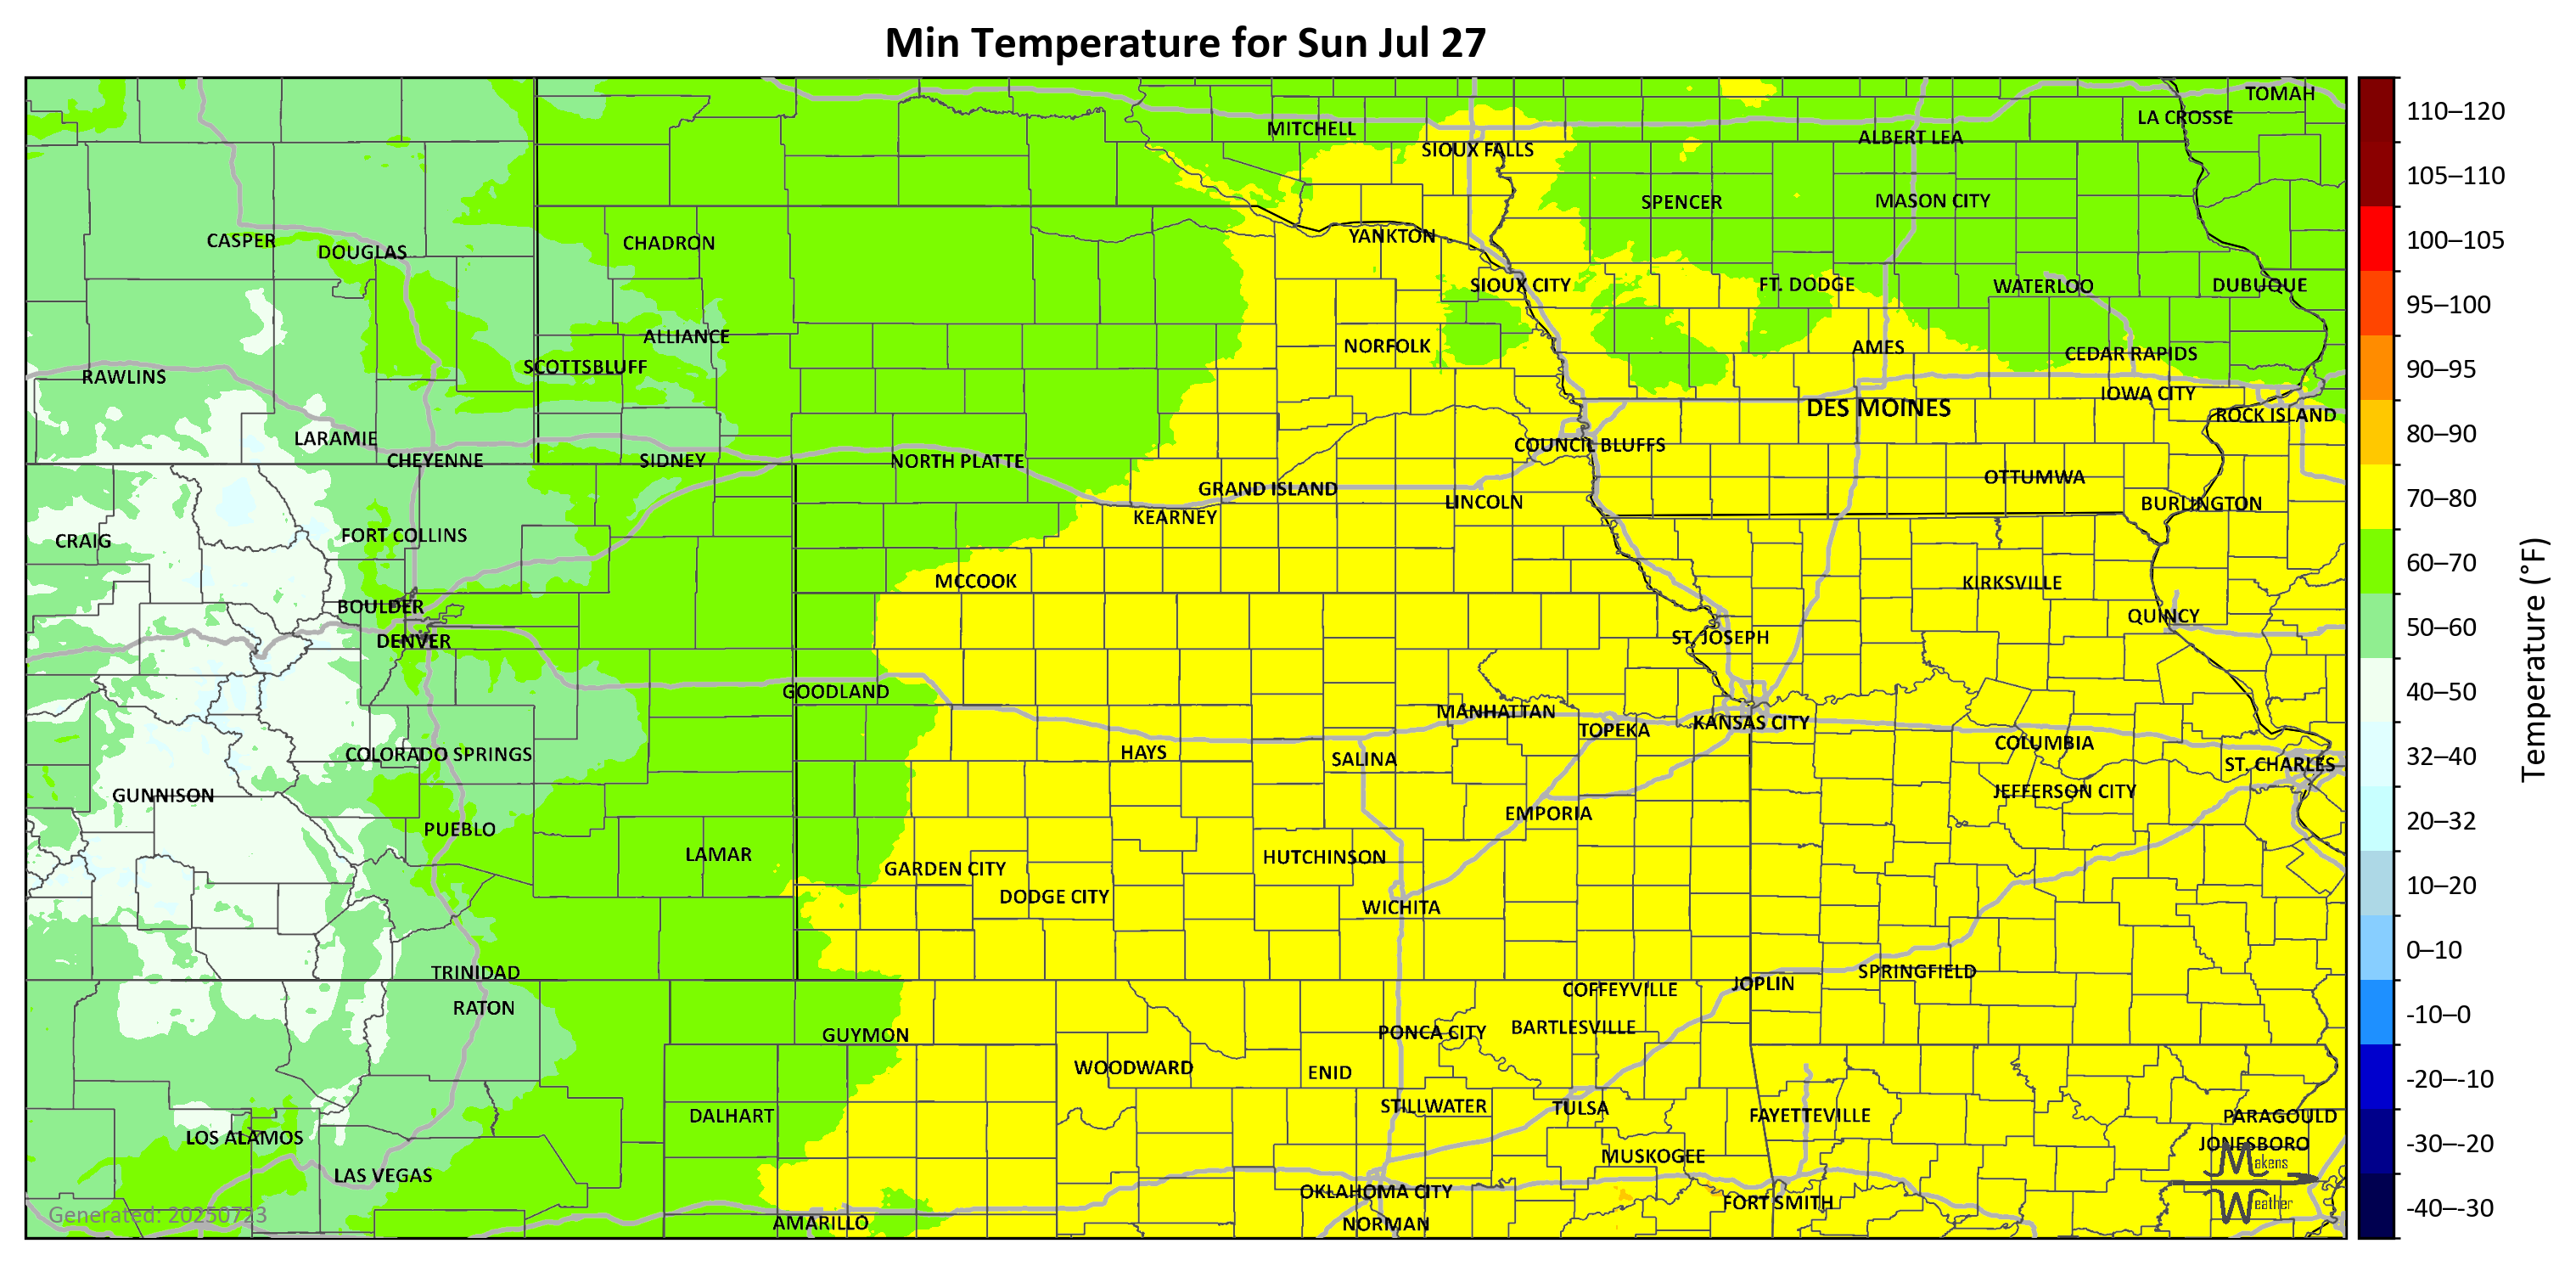 Min Temperature for Sun Jul 27
TOMAH
LA CROSSE
MITCHELL
ALBERT LEA
SIOUX FALLS
SPENCER
MASON CITY
CASPER
DOUGLAS
CHADRON
YANKTON
SIOUX CITY
FT. DODGE
WATERLOO
DUBUQUE
ALLIANCE
NORFOLK
AMES
CEDAR RAPIDS
SCOTTSBLUFF
RAWLINS
IOWA CITY
DES MOINES
ROCK ISLAND
LARAMIE
COUNCIL BLUFFS
CHEYENNE
SIDNEY
NORTH PLATTE
OTTUMWA
GRAND ISLAND
LINCOLN
BURLINGTON
KEARNEY
FORT COLLINS
CRAIG
MCCOOK
KIRKSVILLE
BOULDER
QUINCY
DENVER
ST. JOSEPH
GOODLAND
MANHATTAN
KANSAS CITY
TOPEKA
COLUMBIA
COLORADO SPRINGS
HAYS
SALINA
ST. CHARLES
JEFFERSON CITY
GUNNISON
EMPORIA
PUEBLO
LAMAR
HUTCHINSON
GARDEN CITY
DODGE CITY
WICHITA
TRINIDAD
SPRINGFIELD
JOPLIN
COFFEYVILLE
RATON
GUYMON
PONCA CITY
BARTLESVILLE
WOODWARD
ENID
STILLWATER
TULSA
DALHART
FAYETTEVILLE
PARAGOULD
LOS ALAMOS
JONESBORO
MUSKOGEE
LAS VEGAS
OKLAHOMA CITY
FORT SMITH
AMARILLO
NORMAN
Generated: 20250723
Makens
Weather
110–120
105–110
100–105
95–100
90–95
80–90
70–80
60–70
50–60
40–50
32–40
20–32
10–20
0–10
-10–0
-20–-10
-30–-20
-40–-30
Temperature (°F)